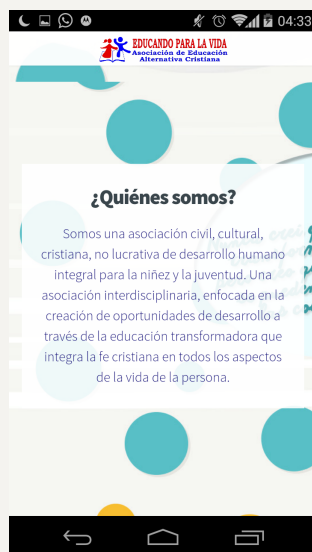 04:33
EDUCANDO PARA LA VIDA
Asociación de Educación
Alternativa Cristiana
¿Quiénes somos?
Somos una asociación civil, cultural,
cristiana, no lucrativa de desarrollo humano
integral para la niñez y la juventud. Una
asociación interdisciplinaria, enfocada en la
creación de oportunidades de desarrollo a
través de la educación transformadora que
integra la fe cristiana en todos los aspectos
de la vida de la persona.